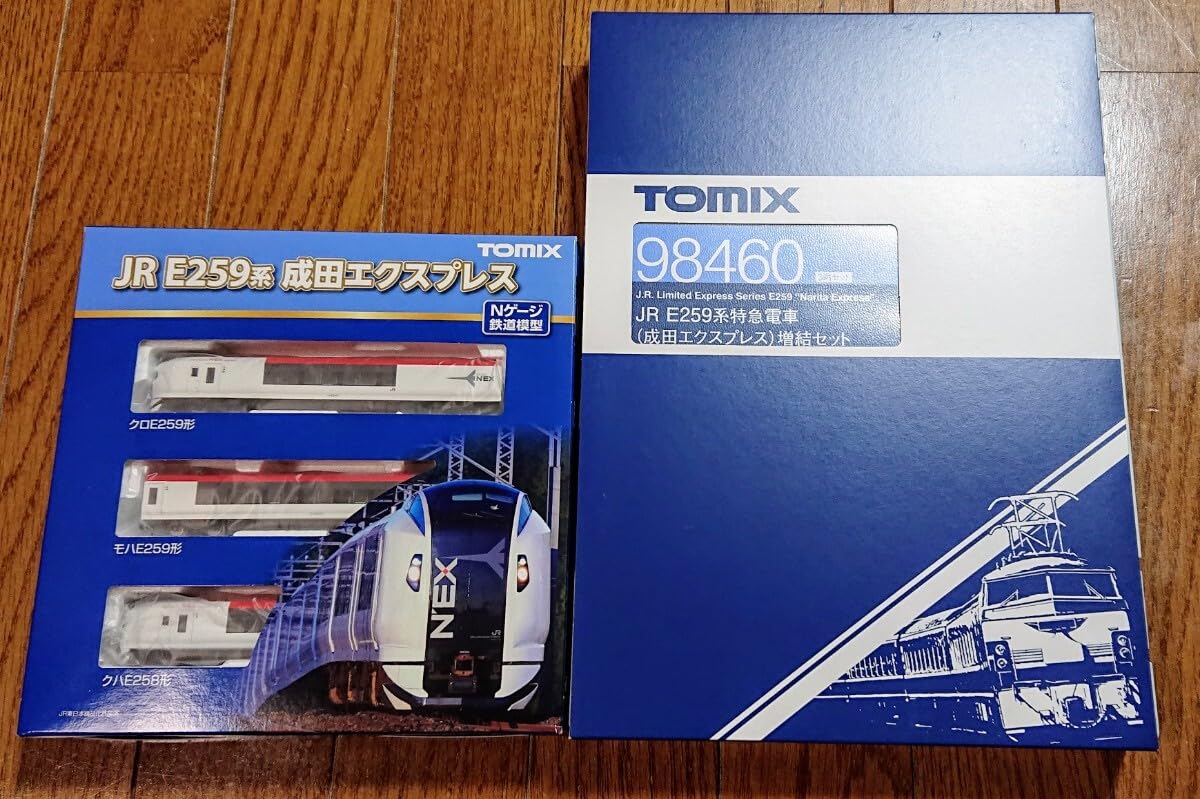 TOMIX
JR E259系 成田エクスプレス
Nゲージ
鉄道模型
NEX
クロE259形
モハE259形
クハE258形
N'EX
JR
TOMIX
98460
J.R. Limited Express Series E259 "Narita Express"
JR E259系特急電車
(成田エクスプレス)増結セット